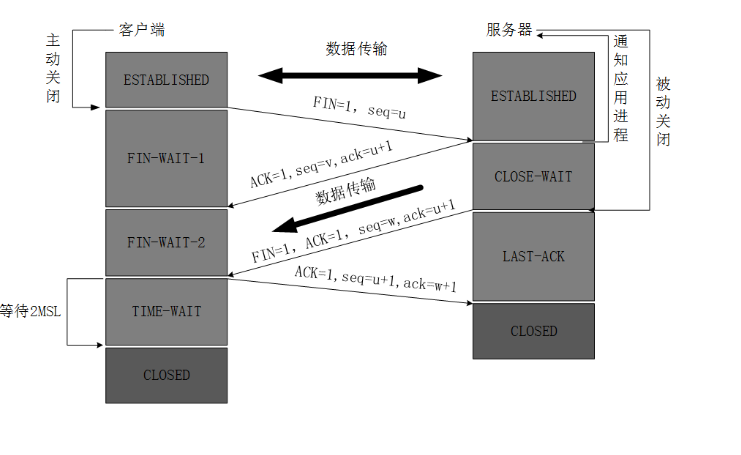 客户端
服务器
主动关闭
数据传输
通知应用进程
被动关闭
ESTABLISHED
ESTABLISHED
FIN=1, seq=u
FIN-WAIT-1
ACK=1,seq=v,ack=u+1
CLOSE-WAIT
数据传输
FIN-WAIT-2
FIN=1, ACK=1, seq=w,ack=u+1
LAST-ACK
ACK=1,seq=u+1,ack=w+1
等待2MSL
TIME-WAIT
CLOSED
CLOSED